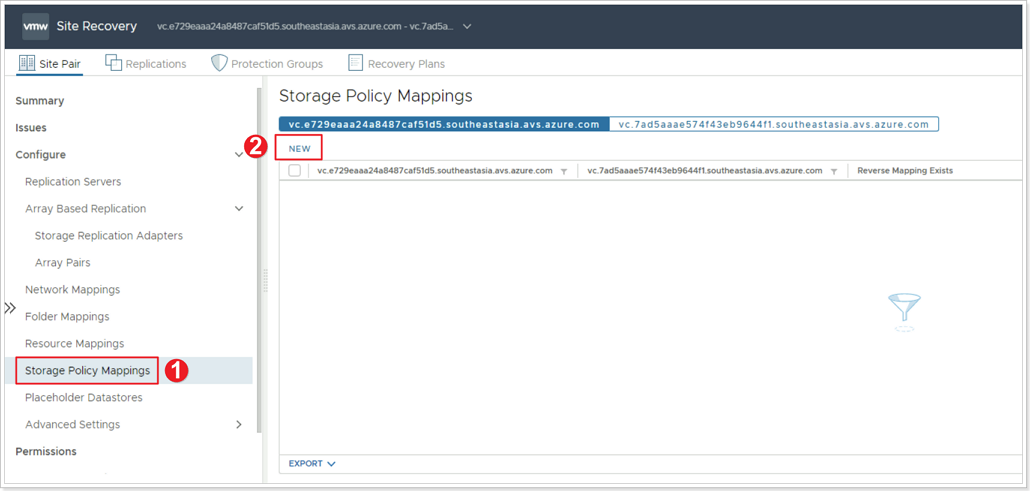 vmw Site Recovery vc.e729eaaa24a8487caf51d5.southeastasia.avs.azure.com - vc.7ad5a...
Site Pair Replications Protection Groups Recovery Plans
Summary
Issues
Configure
Replication Servers
Array Based Replication
Storage Replication Adapters
Array Pairs
Network Mappings
Folder Mappings
Resource Mappings
Storage Policy Mappings 1
Placeholder Datastores
Advanced Settings
Permissions
Storage Policy Mappings
vc.e729eaaa24a8487caf51d5.southeastasia.avs.azure.com vc.7ad5aaae574f43eb9644f1.southeastasia.avs.azure.com
2 NEW
vc.e729eaaa24a8487caf51d5.southeastasia.avs.azure.com vc.7ad5aaae574f43eb9644f1.southeastasia.avs.azure.com Reverse Mapping Exists
EXPORT